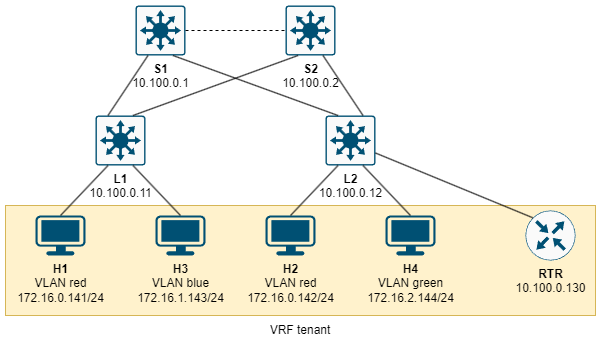 S1
10.100.0.1
S2
10.100.0.2
L1
10.100.0.11
L2
10.100.0.12
H1
VLAN red
172.16.0.141/24
H3
VLAN blue
172.16.1.143/24
H2
VLAN red
172.16.0.142/24
H4
VLAN green
172.16.2.144/24
RTR
10.100.0.130
VRF tenant